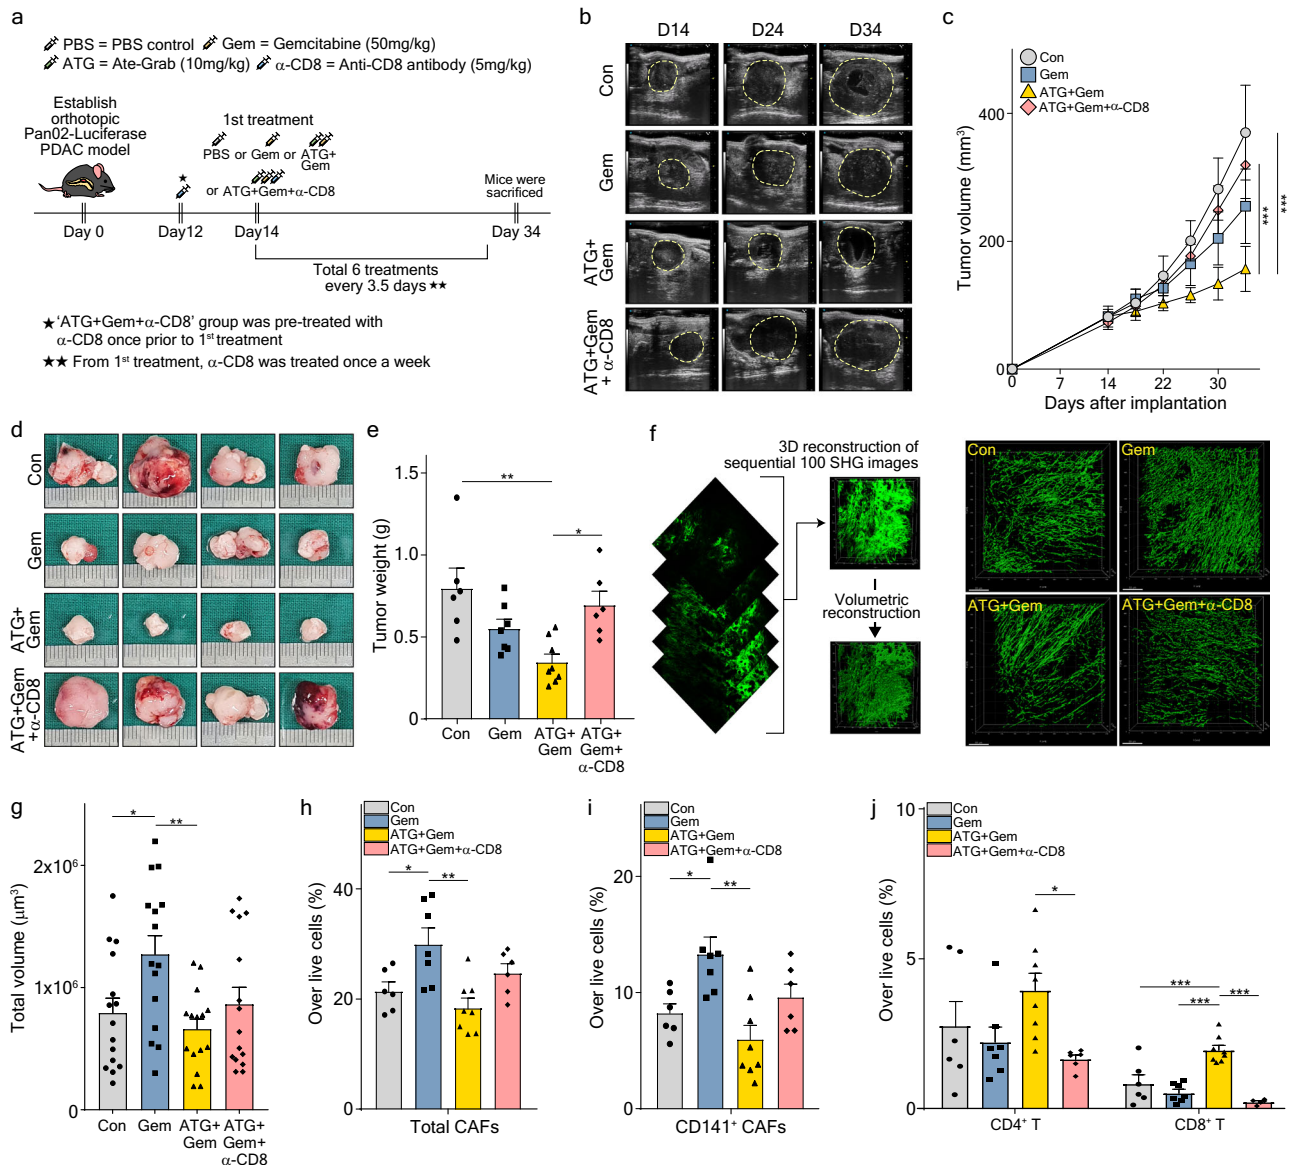 a
PBS = PBS control Gem = Gemcitabine (50mg/kg)
ATG = Ate-Grab (10mg/kg) α-CD8 = Anti-CD8 antibody (5mg/kg)
Establish
orthotopic
Pan02-Luciferase
PDAC model
1st treatment
PBS or Gem or ATG+
Gem
or ATG+Gem+α-CD8
Mice were
sacrificed
★
Day 0
Day12
Day14
Day 34
Total 6 treatments
every 3.5 days ★★
★'ATG+Gem+α-CD8' group was pre-treated with
α-CD8 once prior to 1st treatment
★★ From 1st treatment, α-CD8 was treated once a week
b
D14 D24 D34
Con
Gem
ATG+
Gem
ATG+Gem
+ α-CD8
c
Con
Gem
ATG+Gem
ATG+Gem+α-CD8
Tumor volume (mm³)
400
200
0
0 7 14 22 30
Days after implantation
***
***
d
Con
Gem
ATG+
Gem
ATG+Gem
+α-CD8
e
Tumor weight (g)
1.5
1.0
0.5
0
**
*
Con
Gem
ATG+
Gem
ATG+
Gem+
α-CD8
f
3D reconstruction of
sequential 100 SHG images
Volumetric
reconstruction
Con
Gem
ATG+Gem
ATG+Gem+α-CD8
g
Total volume (μm³)
2x10⁶
1x10⁶
0
*
**
Con
Gem
ATG+
Gem
ATG+
Gem+
α-CD8
h
Con
Gem
ATG+Gem
ATG+Gem+α-CD8
Over live cells (%)
40
20
0
*
**
Total CAFs
i
Con
Gem
ATG+Gem
ATG+Gem+α-CD8
Over live cells (%)
20
10
0
*
**
CD141⁺ CAFs
j
Con
Gem
ATG+Gem
ATG+Gem+α-CD8
Over live cells (%)
10
5
0
*
***
***
***
CD4⁺ T
CD8⁺ T